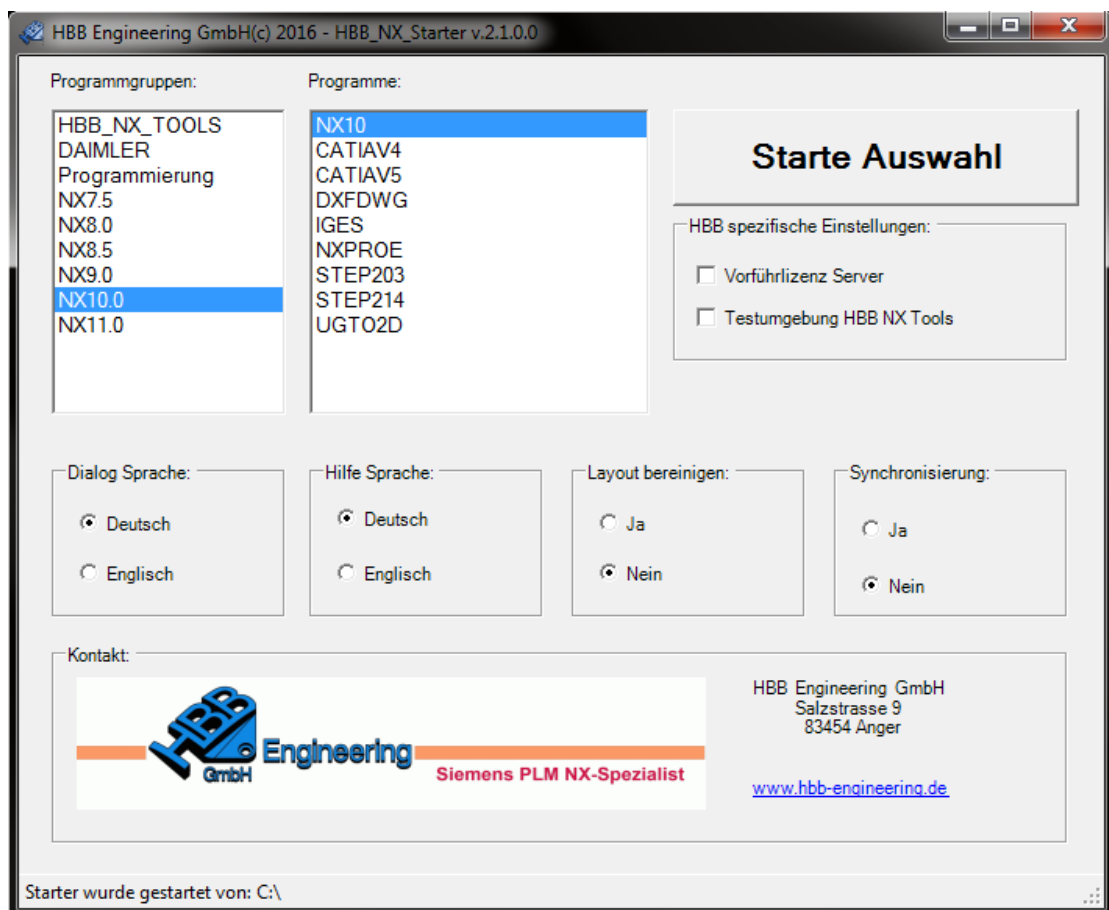 HBB Engineering GmbH(c) 2016 - HBB_NX_Starter v.2.1.0.0
Programmgruppen:
HBB_NX_TOOLS
DAIMLER
Programmierung
NX7.5
NX8.0
NX8.5
NX9.0
NX10.0
NX11.0
Programme:
NX10
CATIAV4
CATIAV5
DXFDWG
IGES
NXPROE
STEP203
STEP214
UGTO2D
Starte Auswahl
HBB spezifische Einstellungen:
Vorführlizenz Server
Testumgebung HBB NX Tools
Dialog Sprache:
Deutsch
Englisch
Hilfe Sprache:
Deutsch
Englisch
Layout bereinigen:
Ja
Nein
Synchronisierung:
Ja
Nein
Kontakt:
HBB
GmbH
Engineering
Siemens PLM NX-Spezialist
HBB Engineering GmbH
Salzstrasse 9
83454 Anger
www.hbb-engineering.de
Starter wurde gestartet von: C:\